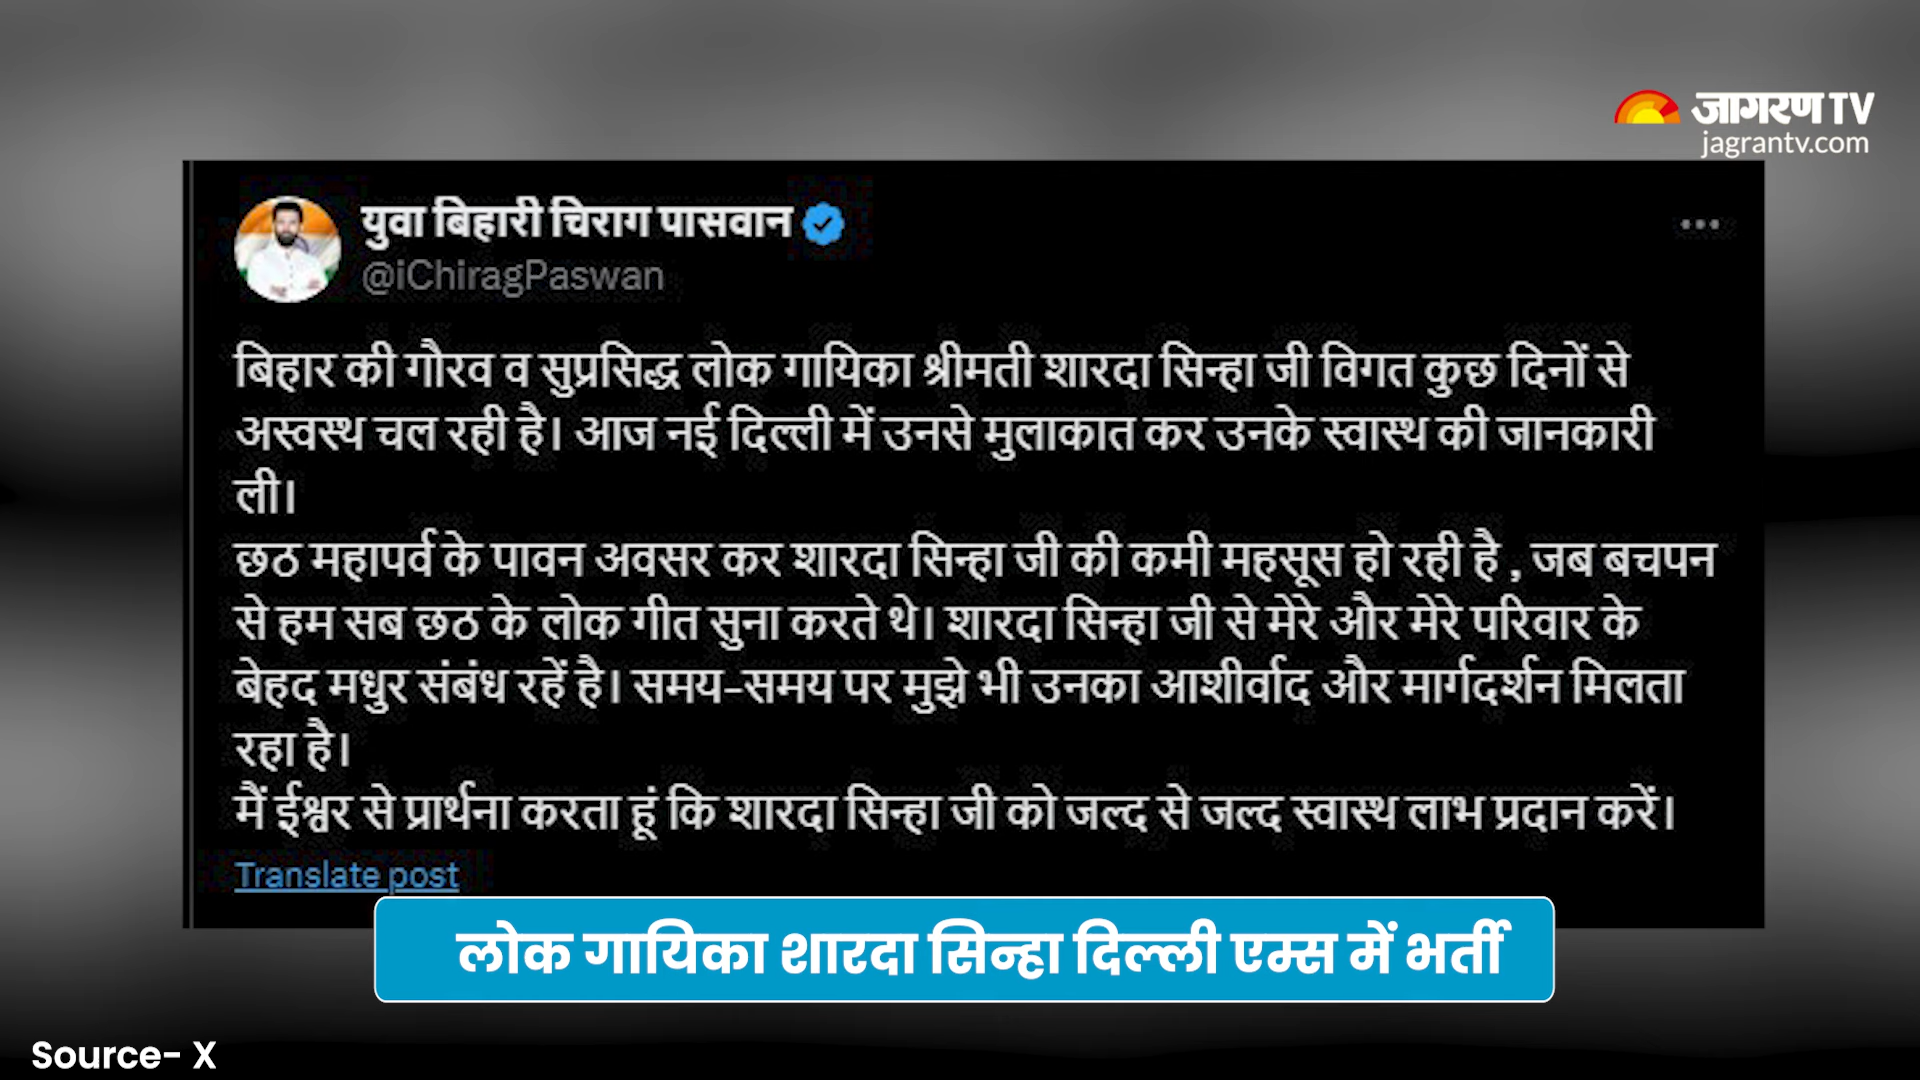 जागरण TV
jagrantv.com
युवा बिहारी चिराग पासवान
@iChiragPaswan
बिहार की गौरव व सुप्रसिद्ध लोक गायिका श्रीमती शारदा सिन्हा जी विगत कुछ दिनों से
अस्वस्थ चल रही है। आज नई दिल्ली में उनसे मुलाकात कर उनके स्वास्थ की जानकारी
ली।
छठ महापर्व के पावन अवसर कर शारदा सिन्हा जी की कमी महसूस हो रही है , जब बचपन
से हम सब छठ के लोक गीत सुना करते थे। शारदा सिन्हा जी से मेरे और मेरे परिवार के
बेहद मधुर संबंध रहें है। समय-समय पर मुझे भी उनका आशीर्वाद और मार्गदर्शन मिलता
रहा है।
मैं ईश्वर से प्रार्थना करता हूं कि शारदा सिन्हा जी को जल्द से जल्द स्वास्थ लाभ प्रदान करें।
Translate post
लोक गायिका शारदा सिन्हा दिल्ली एम्स में भर्ती
Source- X